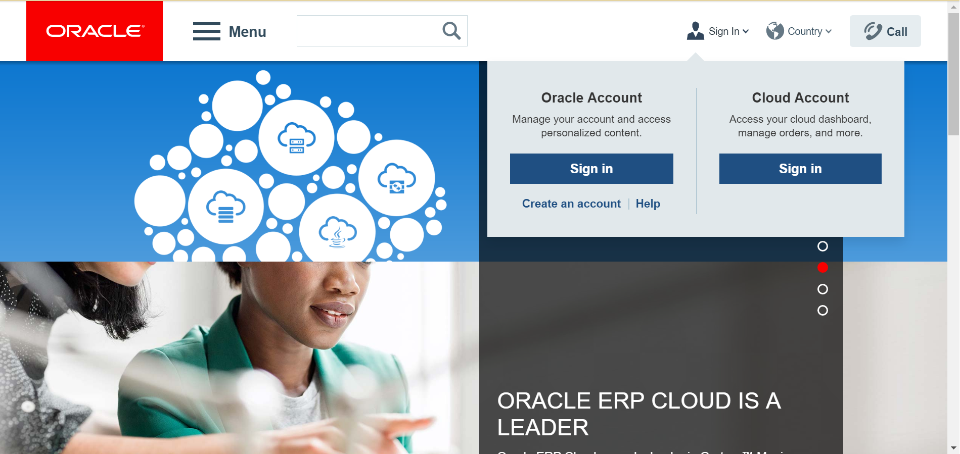 ORACLE
Menu
Sign In
Country
Call
Oracle Account
Manage your account and access
personalized content.
Sign in
Create an account | Help
Cloud Account
Access your cloud dashboard,
manage orders, and more.
Sign in
ORACLE ERP CLOUD IS A
LEADER